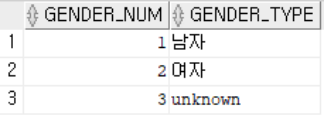 GENDER_NUM GENDER_TYPE
1 1 남자
2 2 여자
3 3 unknown